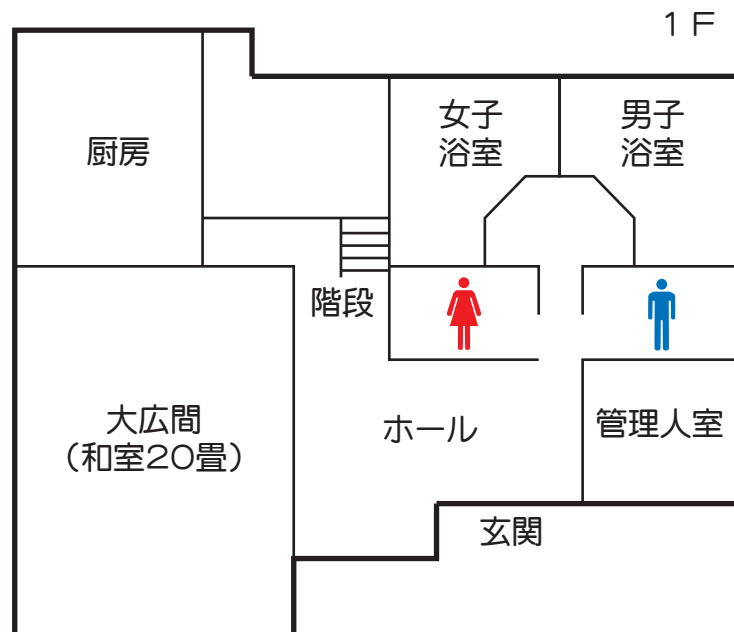 1F
厨房
女子
浴室
男子
浴室
階段
大広間
（和室20畳）
ホール
管理人室
玄関